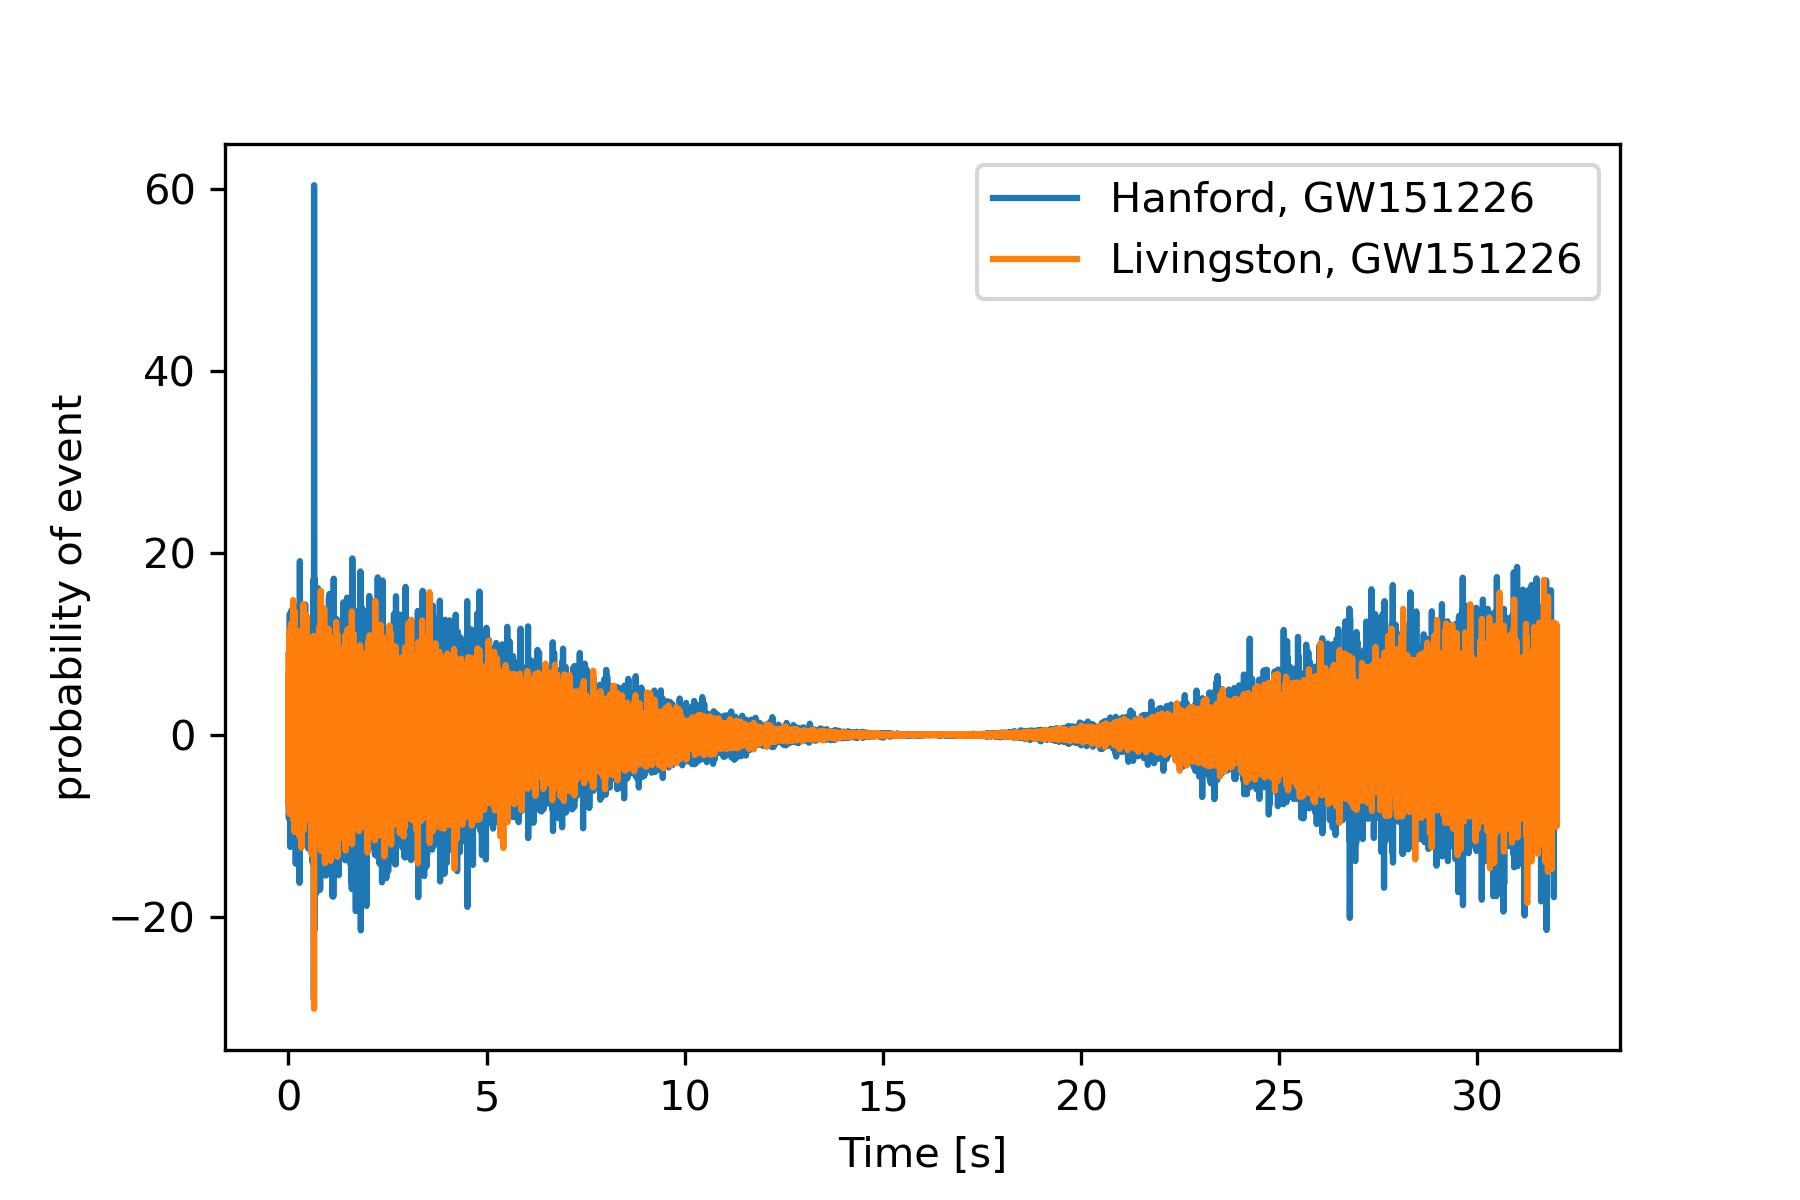 Hanford, GW151226
Livingston, GW151226
60
40
20
0
−20
probability of event
0 5 10 15 20 25 30
Time [s]